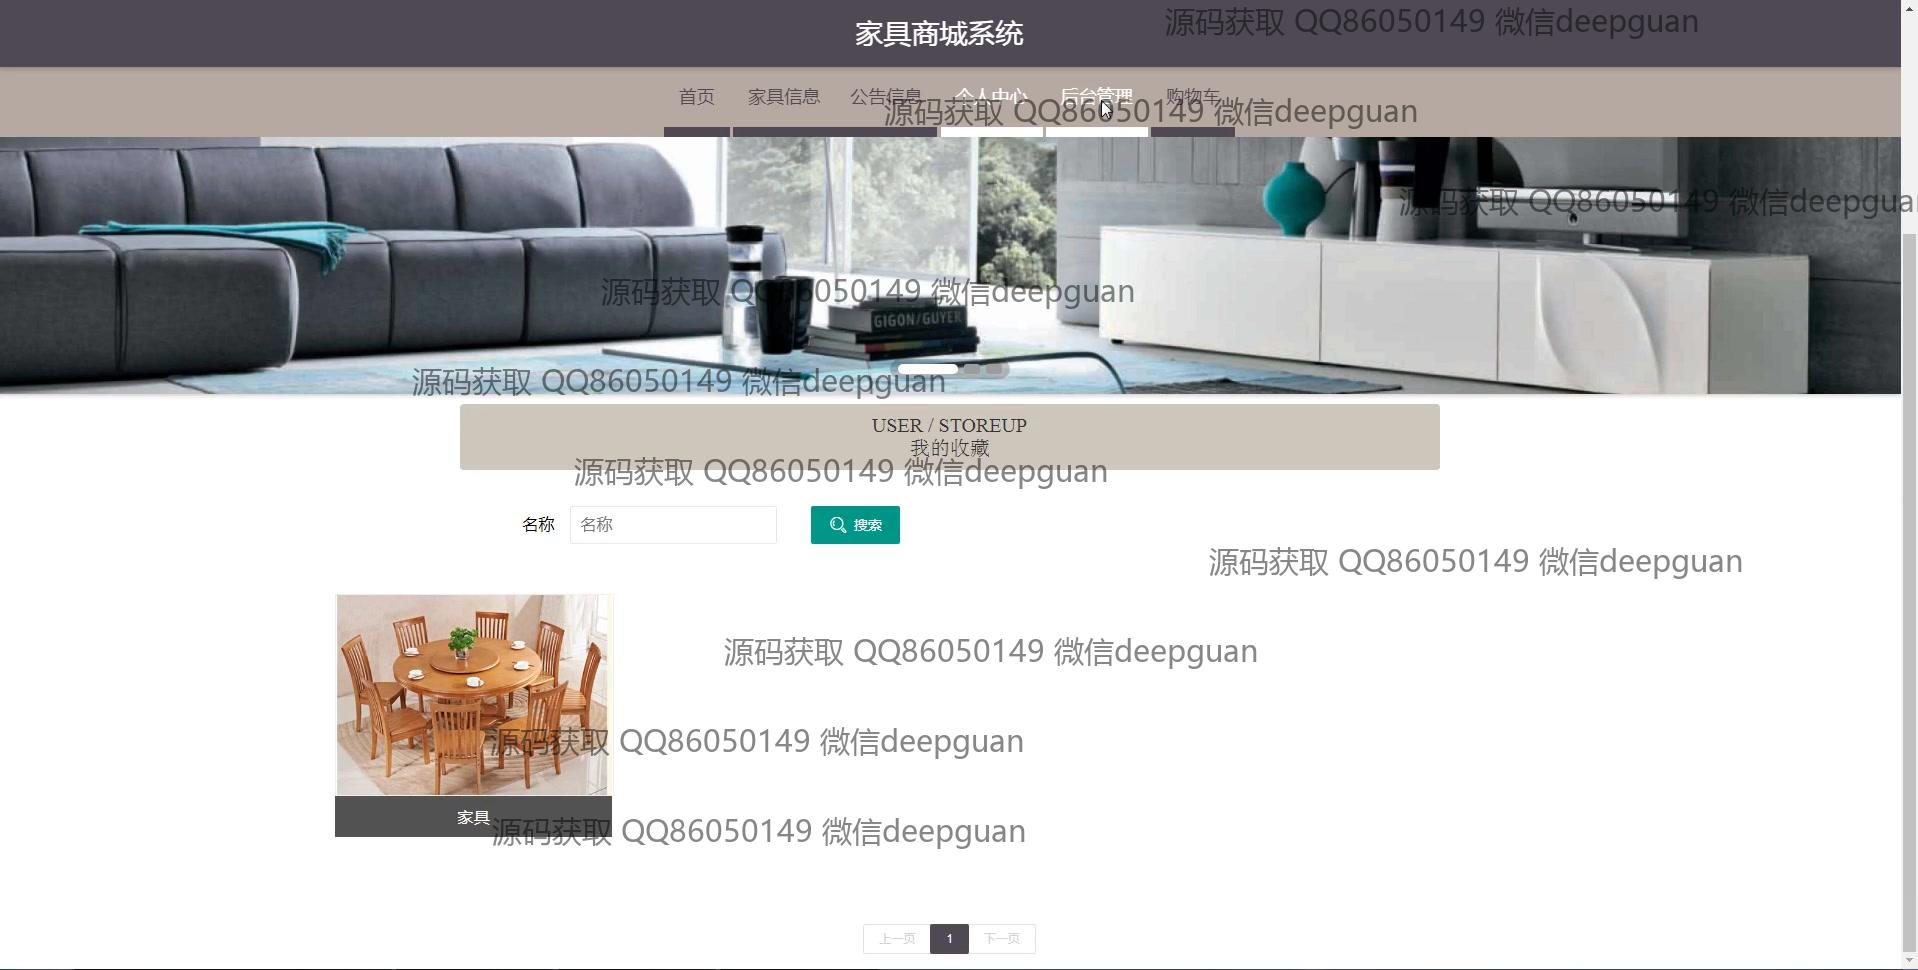 家具商城系统
源码获取 QQ86050149 微信deepguan
首页 家具信息 公告信息 个人中心 后台管理 购物车
源码获取 QQ86050149 微信deepguan
源码获取 QQ86050149 微信deepgua
源码获取 QQ86050149 微信deepguan
GIGON/GUYER
源码获取 QQ86050149 微信deepguan
USER / STOREUP
我的收藏
源码获取 QQ86050149 微信deepguan
名称 名称 搜索
源码获取 QQ86050149 微信deepguan
源码获取 QQ86050149 微信deepguan
源码获取 QQ86050149 微信deepguan
家具
源码获取 QQ86050149 微信deepguan
上一页 1 下一页